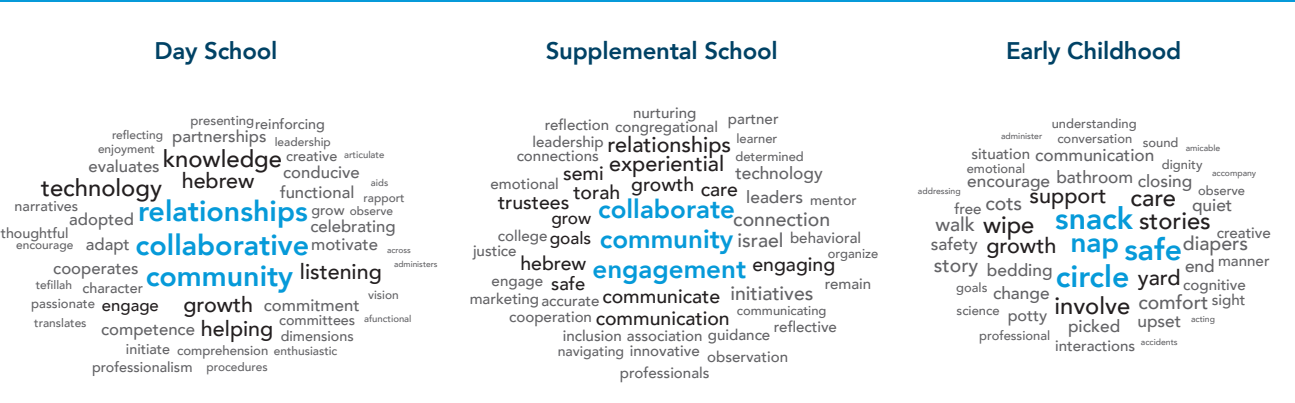 Day School
presenting reinforcing
reflecting partnerships leadership
enjoyment knowledge creative articulate
evaluates hebrew conducive
technology functional aids
narratives relationships grow observe rapport
adopted celebrating
thoughtful
encourage adapt collaborative motivate across
cooperates community listening administers
tefillah character
passionate engage growth commitment vision
translates competence helping committees afunctional
dimensions
initiate comprehension enthusiastic
professionalism procedures
Supplemental School
nurturing
reflection congregational partner
leadership relationships learner
connections experiential determined
semi growth care technology
emotional torah leaders mentor
trustees collaborate
grow connection
college goals community israel behavioral
justice organize
hebrew engagement engaging
engage safe remain
marketing accurate communicate initiatives
cooperation communication communicating
reflective
inclusion association guidance
navigating innovative observation
professionals
Early Childhood
understanding
administer conversation sound amicable
situation communication dignity
emotional bathroom closing accompany
encourage support care observe
addressing cots quiet
free snack stories
walk wipe creative
safety growth nap safe diapers
story bedding circle yard end manner
cognitive
goals change involve comfort sight
science potty picked upset acting
professional interactions accidents